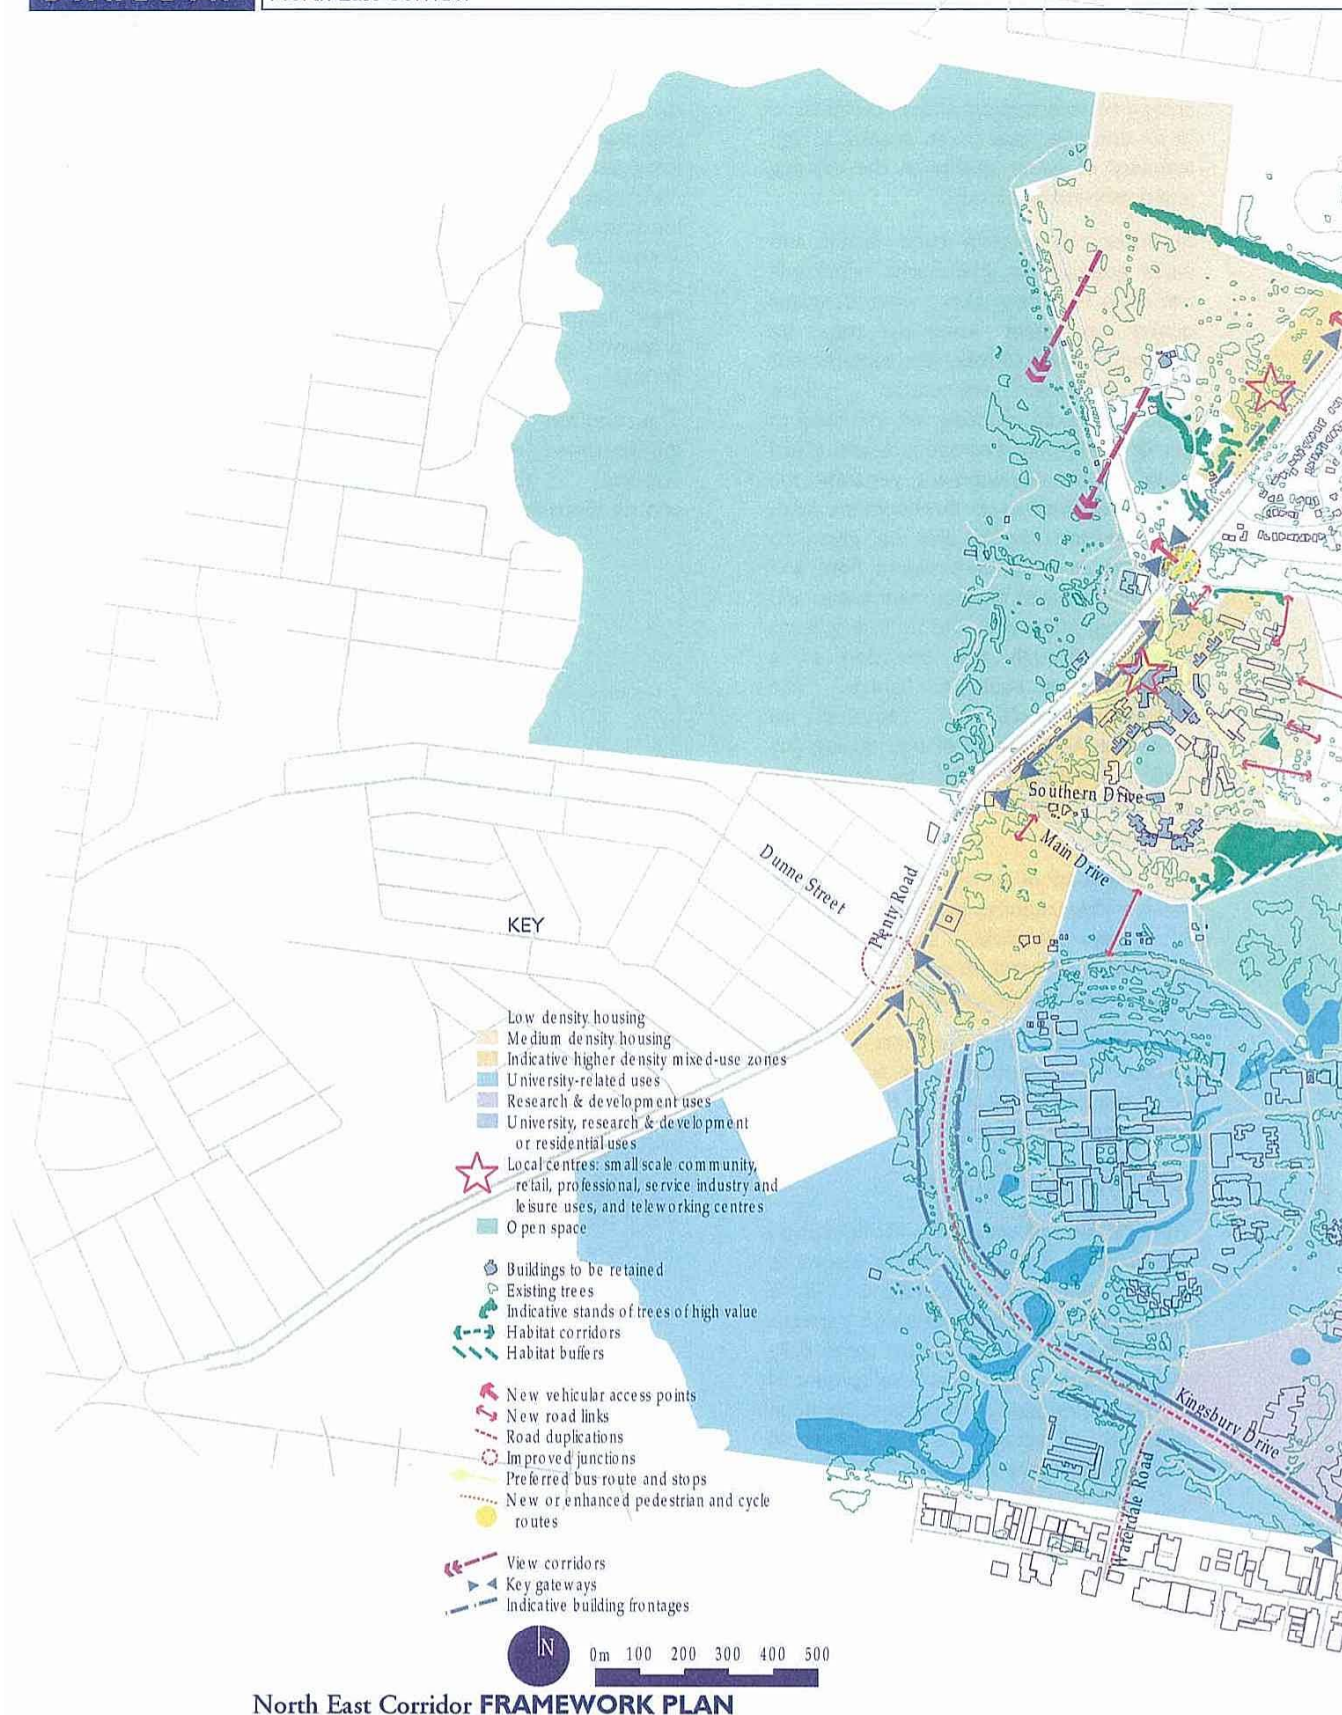 Southern Drive
Main Drive
Dunne Street
Plenty Road
KEY
Low density housing
Medium density housing
Indicative higher density mixed-use zones
University-related uses
Research & development uses
University, research & development
or residential uses
Local centres: small scale community,
retail, professional, service industry and
leisure uses, and teleworking centres
Open space
Buildings to be retained
Existing trees
Indicative stands of trees of high value
Habitat corridors
Habitat buffers
New vehicular access points
New road links
Road duplications
Improved junctions
Preferred bus route and stops
New or enhanced pedestrian and cycle
routes
View corridors
Key gateways
Indicative building frontages
Kingsbury Drive
Waterdale Road
N
0m 100 200 300 400 500
North East Corridor FRAMEWORK PLAN